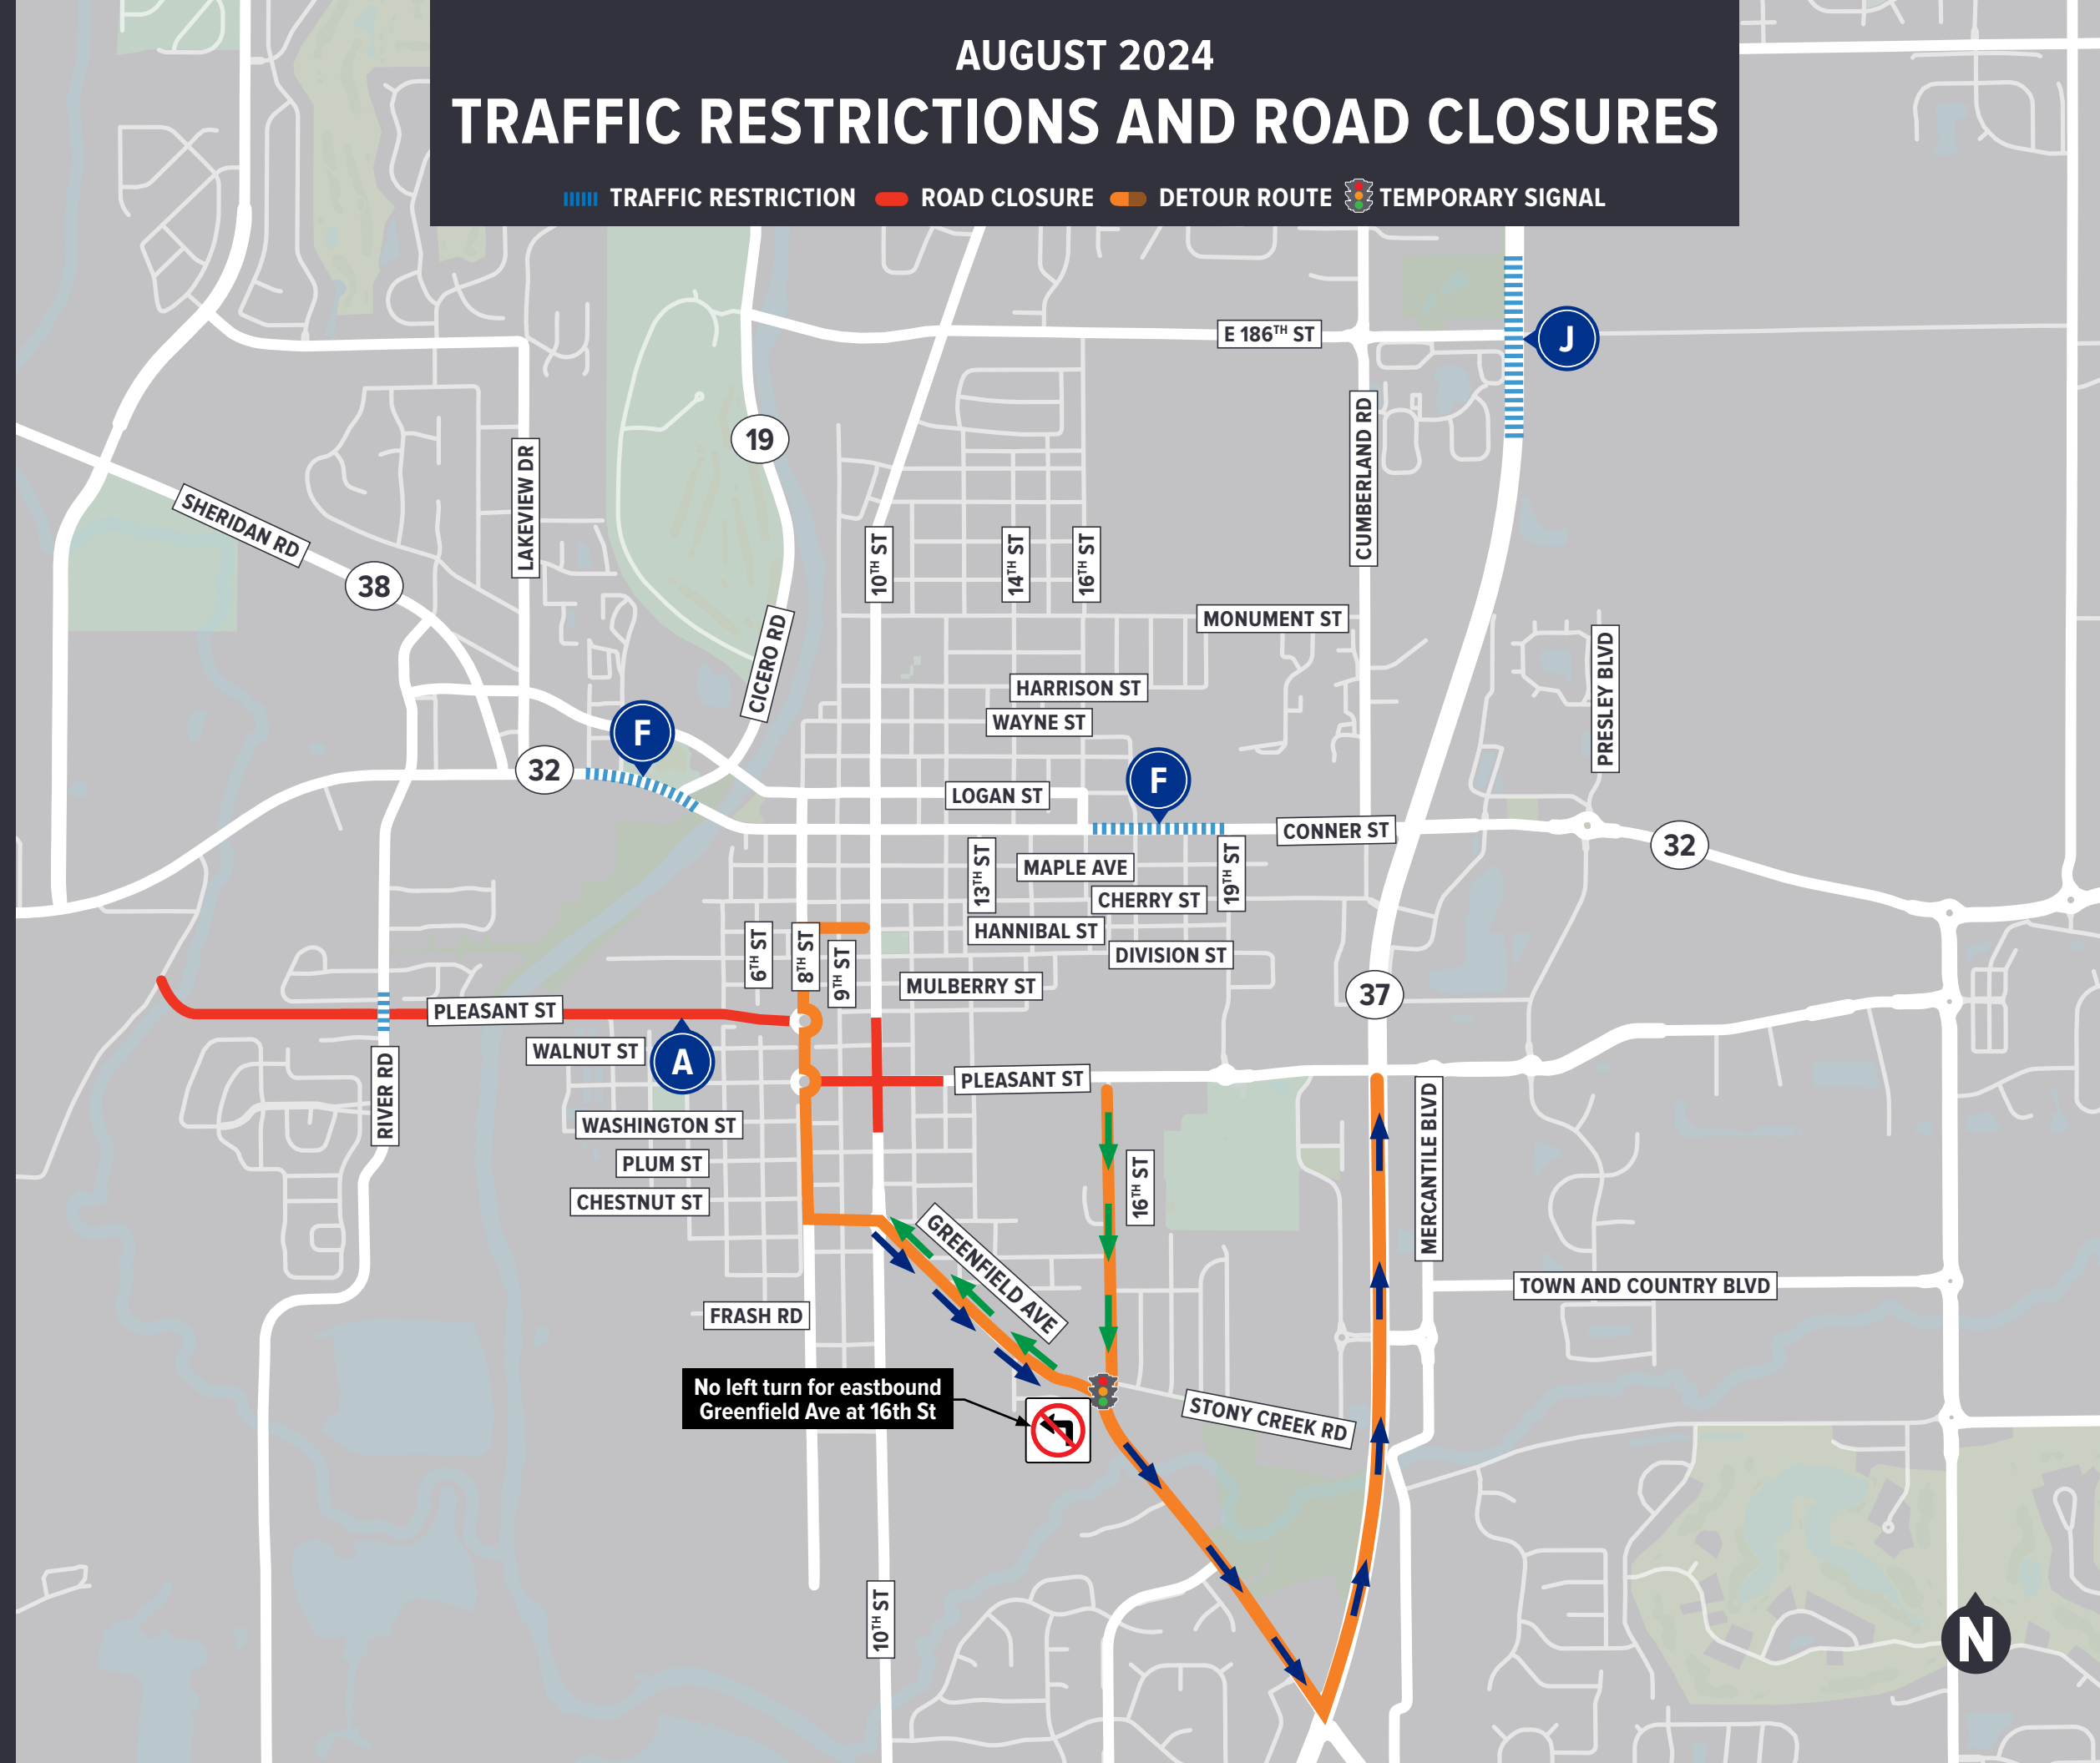 AUGUST 2024
TRAFFIC RESTRICTIONS AND ROAD CLOSURES
TRAFFIC RESTRICTION
ROAD CLOSURE
DETOUR ROUTE
TEMPORARY SIGNAL
E 186TH ST
J
19
CUMBERLAND RD
SHERIDAN RD
LAKEVIEW DR
38
10TH ST
14TH ST
16TH ST
MONUMENT ST
CICERO RD
PRESLEY BLVD
HARRISON ST
WAYNE ST
F
32
F
LOGAN ST
CONNER ST
32
13TH ST
MAPLE AVE
19TH ST
CHERRY ST
HANNIBAL ST
DIVISION ST
6TH ST
8TH ST
9TH ST
MULBERRY ST
37
PLEASANT ST
WALNUT ST
A
PLEASANT ST
RIVER RD
WASHINGTON ST
PLUM ST
CHESTNUT ST
16TH ST
MERCANTILE BLVD
GREENFIELD AVE
TOWN AND COUNTRY BLVD
FRASH RD
No left turn for eastbound
Greenfield Ave at 16th St
STONY CREEK RD
10TH ST
N